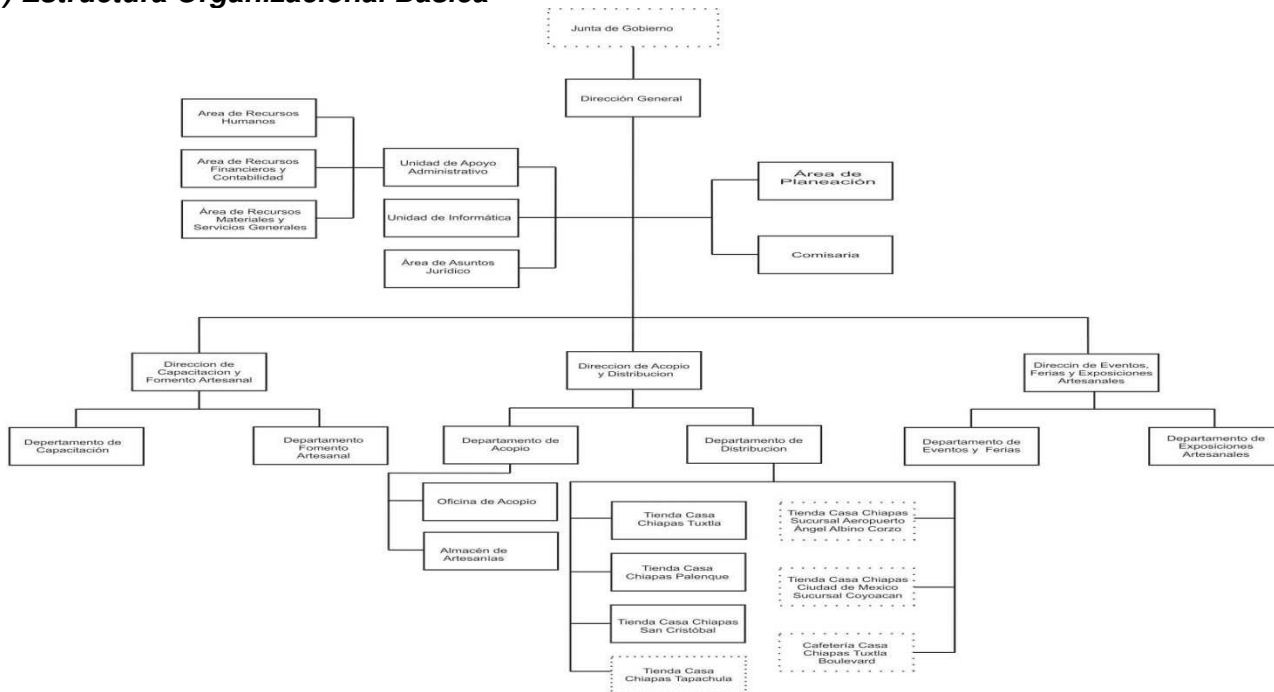 ) Estructura Organizacional Básica
Junta de Gobierno
Dirección General
Area de Recursos
Humanos
Area de Recursos
Financieros y
Contabilidad
Área de Recursos
Materiales y
Servicios Generales
Unidad de Apoyo
Administrativo
Unidad de Informática
Área de Asuntos
Jurídico
Área de
Planeación
Comisaria
Direccion de
Capacitacion y
Fomento Artesanal
Direccion de Acopio
y Distribucion
Direccin de Eventos,
Ferias y Exposiciones
Artesanales
Depertamento de
Capacitación
Departamento
Fomento
Artesanal
Departamento de
Acopio
Departamento de
Distribucion
Departamento de
Eventos y Ferias
Departamento de
Exposiciones
Artesanales
Oficina de Acopio
Almacén de
Artesanías
Tienda Casa
Chiapas Tuxtla
Tienda Casa
Chiapas Palenque
Tienda Casa Chiapas
San Cristóbal
Tienda Casa
Chiapas Tapachula
Tienda Casa Chiapas
Sucursal Aeropuerto
Ángel Albino Corzo
Tienda Casa Chiapas
Ciudad de Mexico
Sucursal Coyoacan
Cafetería Casa
Chiapas Tuxtla
Boulevard